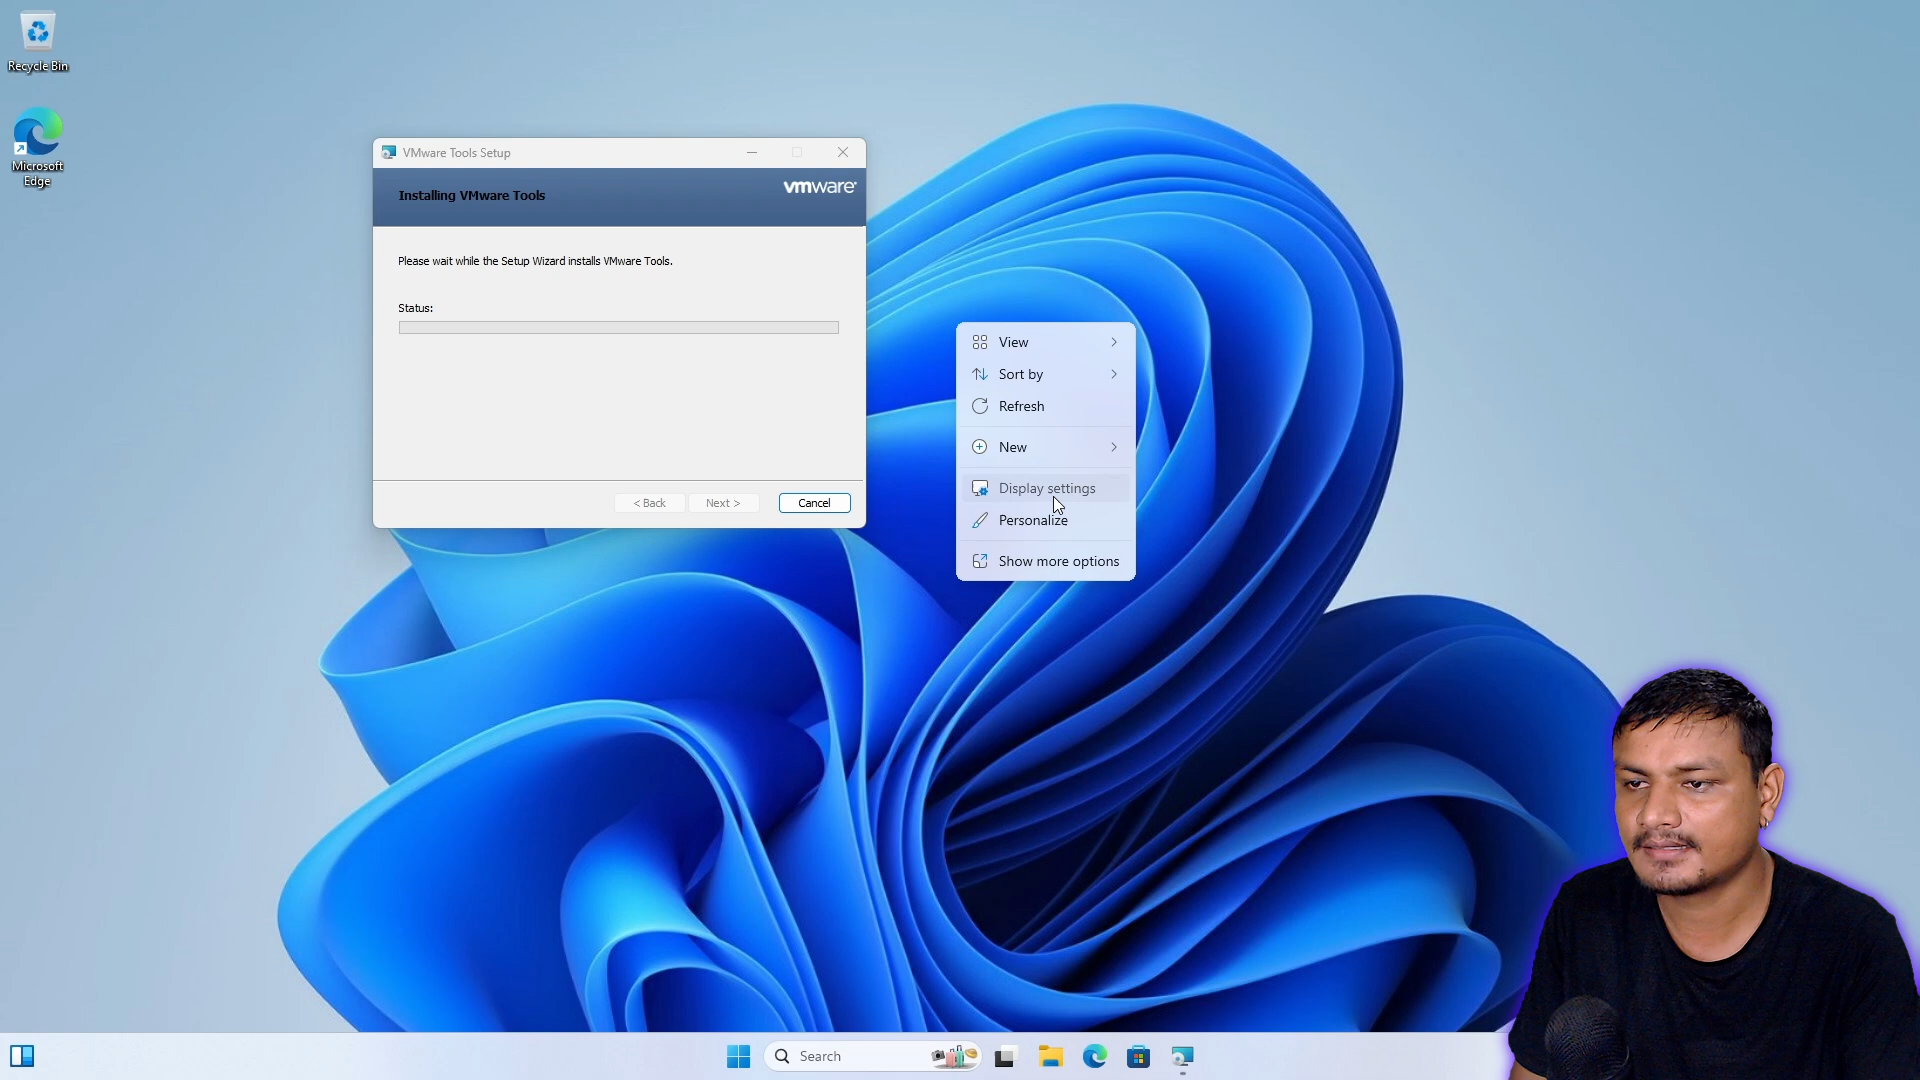 Recycle Bin
Microsoft
Edge
VMware Tools Setup
Installing VMware Tools
vmware
Please wait while the Setup Wizard installs VMware Tools.
Status:
< Back
Next >
Cancel
View
Sort by
Refresh
New
Display settings
Personalize
Show more options
Search